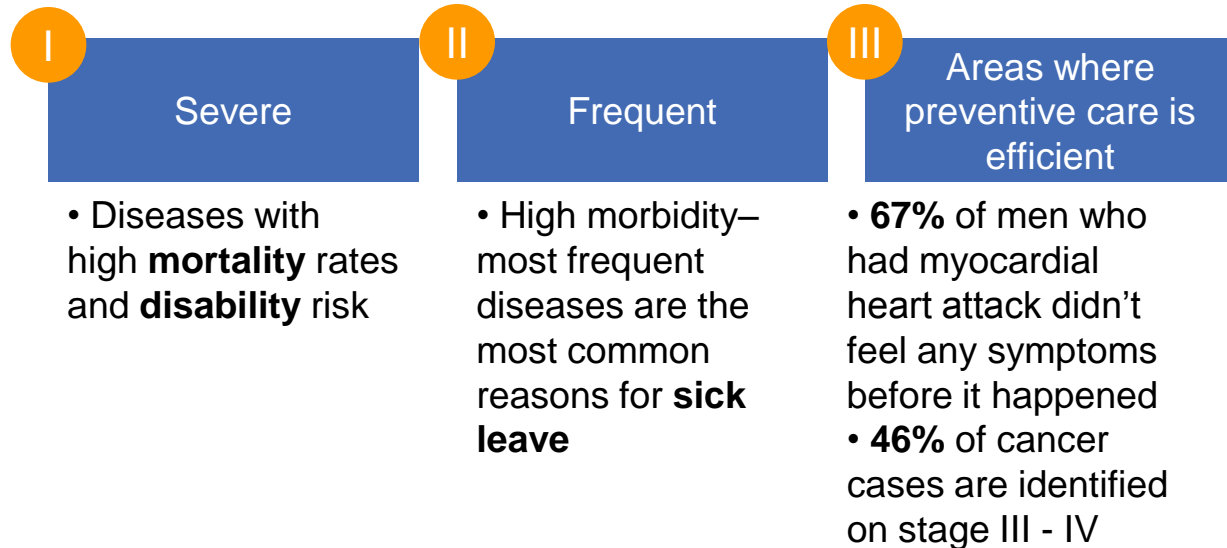 I
Severe
• Diseases with
high mortality rates
and disability risk
II
Frequent
• High morbidity–
most frequent
diseases are the
most common
reasons for sick
leave
III
Areas where
preventive care is
efficient
• 67% of men who
had myocardial
heart attack didn’t
feel any symptoms
before it happened
• 46% of cancer
cases are identified
on stage III - IV